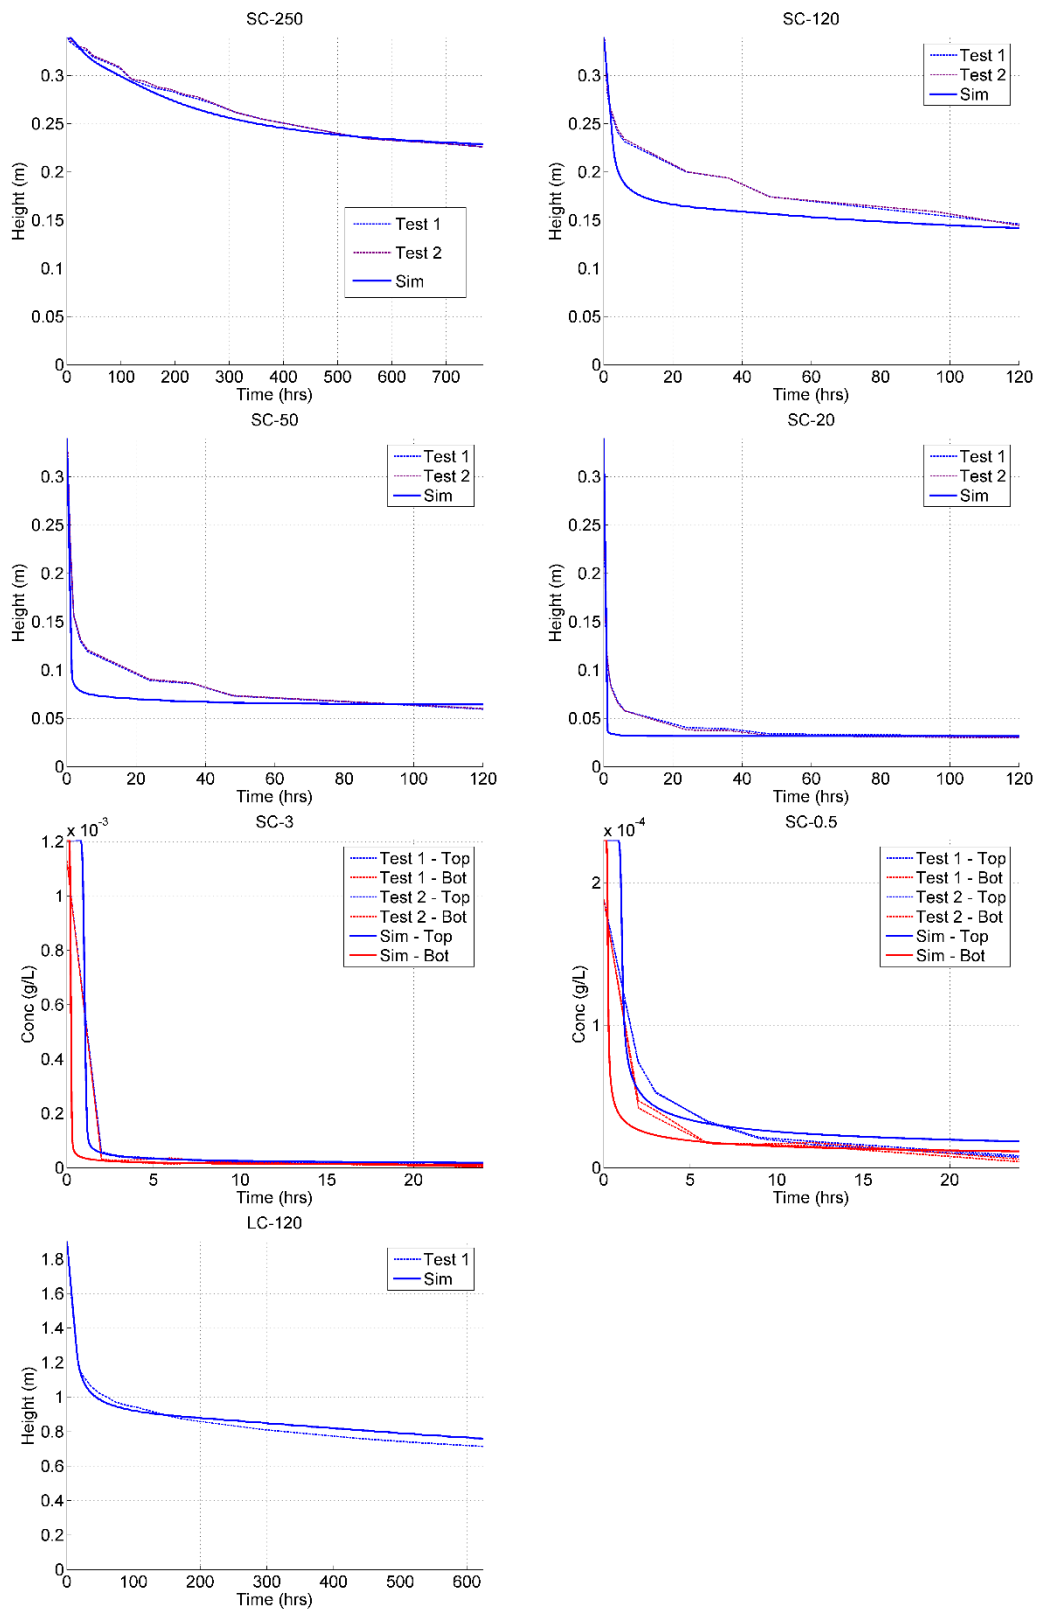 SC-250
Height (m)
0.3
0.25
0.2
0.15
0.1
0.05
0
Test 1
Test 2
Sim
0 100 200 300 400 500 600 700
Time (hrs)
SC-120
Height (m)
0.3
0.25
0.2
0.15
0.1
0.05
0
Test 1
Test 2
Sim
0 20 40 60 80 100 120
Time (hrs)
SC-50
Height (m)
0.3
0.25
0.2
0.15
0.1
0.05
0
Test 1
Test 2
Sim
0 20 40 60 80 100 120
Time (hrs)
SC-20
Height (m)
0.3
0.25
0.2
0.15
0.1
0.05
0
Test 1
Test 2
Sim
0 20 40 60 80 100 120
Time (hrs)
SC-3
x 10⁻³
Conc (g/L)
1.2
1
0.8
0.6
0.4
0.2
0
Test 1 - Top
Test 1 - Bot
Test 2 - Top
Test 2 - Bot
Sim - Top
Sim - Bot
0 5 10 15 20
Time (hrs)
SC-0.5
x 10⁻⁴
Conc (g/L)
2
1
0
Test 1 - Top
Test 1 - Bot
Test 2 - Top
Test 2 - Bot
Sim - Top
Sim - Bot
0 5 10 15 20
Time (hrs)
LC-120
Height (m)
1.8
1.6
1.4
1.2
1
0.8
0.6
0.4
0.2
0
Test 1
Sim
0 100 200 300 400 500 600
Time (hrs)